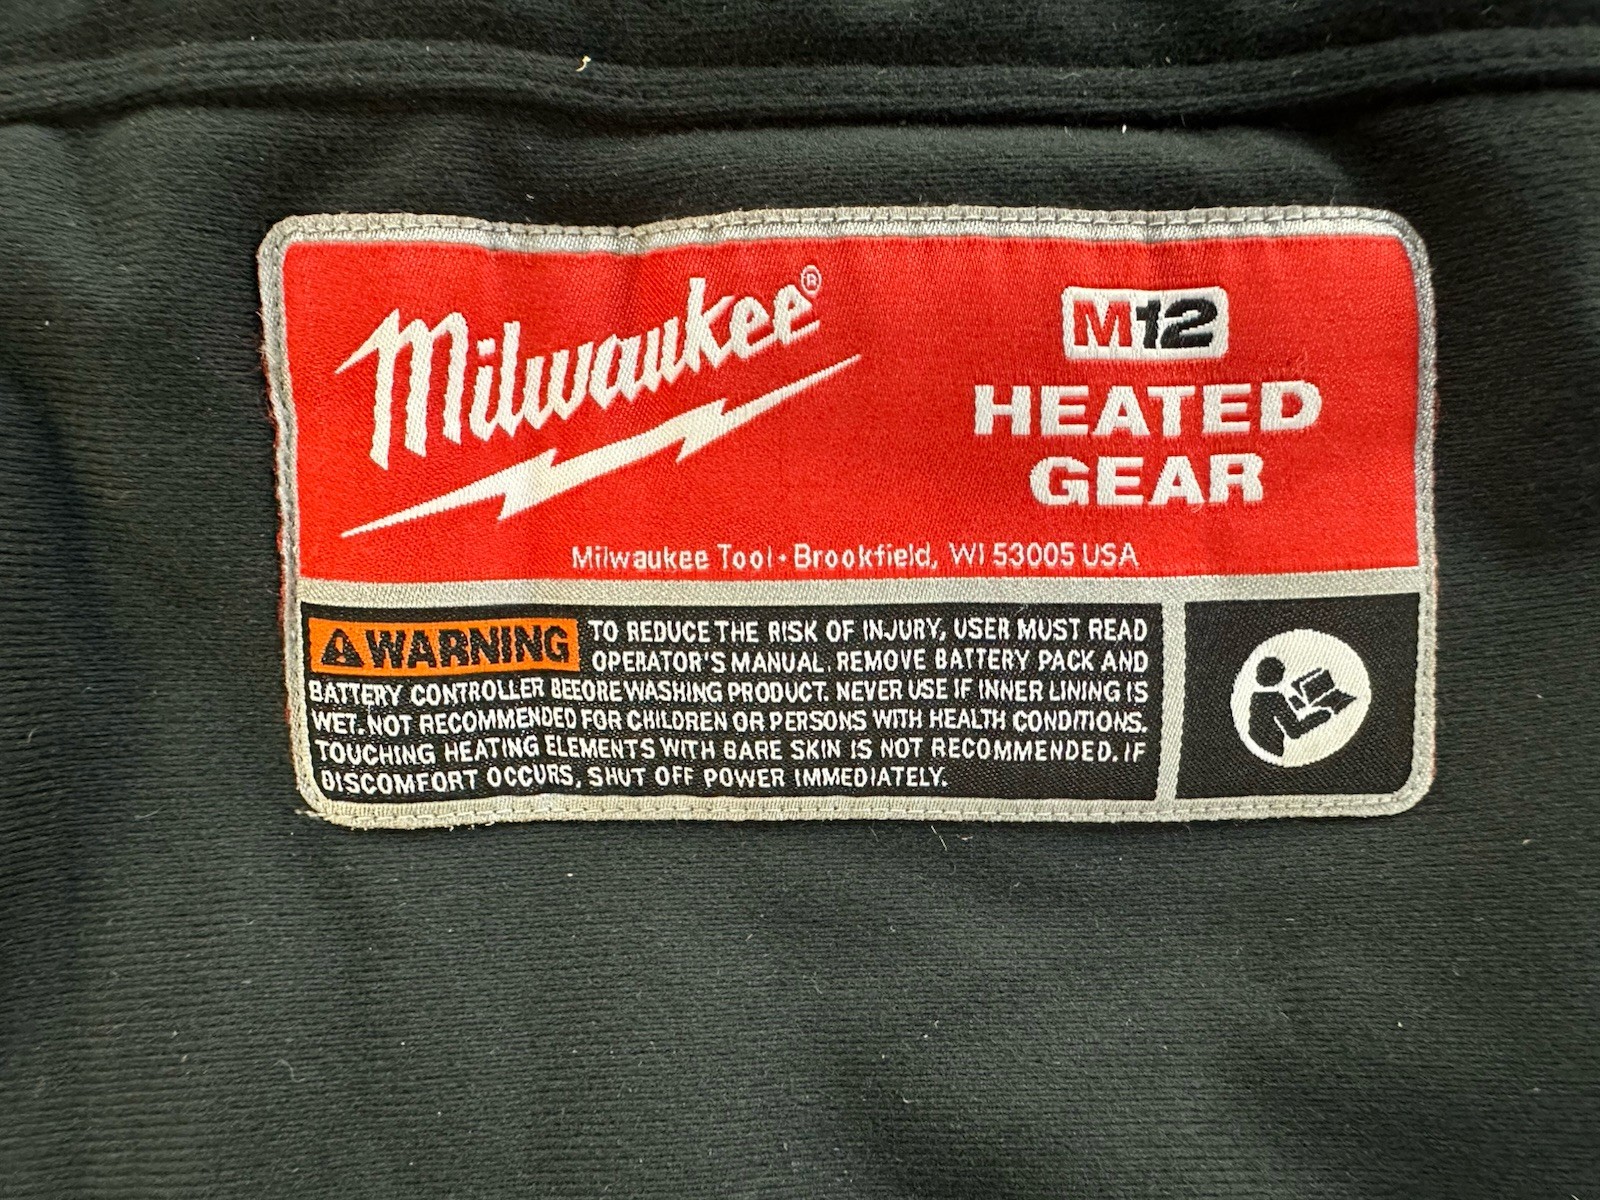 Milwaukee®
M12
HEATED
GEAR
Milwaukee Tool • Brookfield, WI 53005 USA
WARNING TO REDUCE THE RISK OF INJURY, USER MUST READ
OPERATOR'S MANUAL. REMOVE BATTERY PACK AND
BATTERY CONTROLLER BEFORE WASHING PRODUCT. NEVER USE IF INNER LINING IS
WET. NOT RECOMMENDED FOR CHILDREN OR PERSONS WITH HEALTH CONDITIONS.
TOUCHING HEATING ELEMENTS WITH BARE SKIN IS NOT RECOMMENDED. IF
DISCOMFORT OCCURS, SHUT OFF POWER IMMEDIATELY.